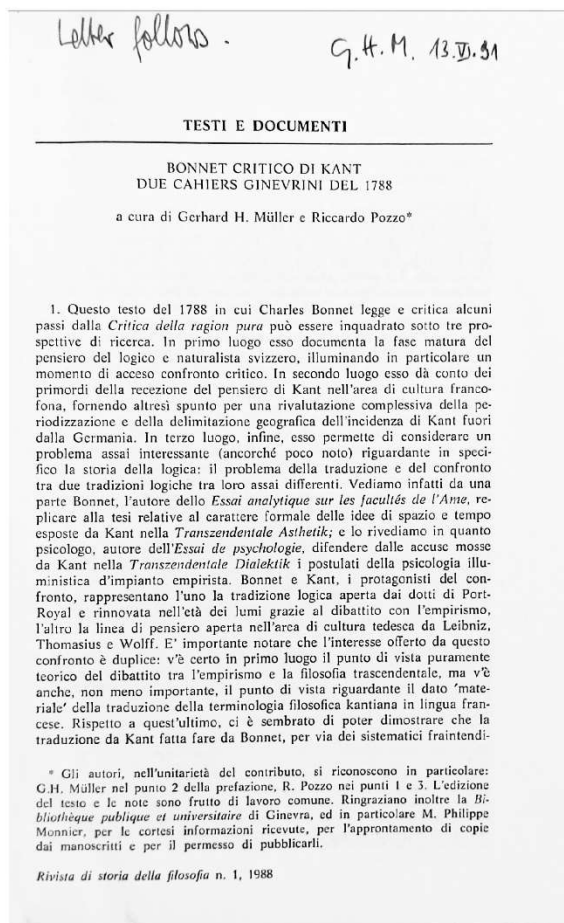 Letter follows.
G.H.M. 13.VI.91
TESTI E DOCUMENTI
BONNET CRITICO DI KANT
DUE CAHIERS GINEVRINI DEL 1788
a cura di Gerhard H. Müller e Riccardo Pozzo*
1. Questo testo del 1788 in cui Charles Bonnet legge e critica alcuni
passi dalla Critica della ragion pura può essere inquadrato sotto tre pro-
spettive di ricerca. In primo luogo esso documenta la fase matura del
pensiero del logico e naturalista svizzero, illuminando in particolare un
momento di acceso confronto critico. In secondo luogo esso dà conto dei
primordi della recezione del pensiero di Kant nell'area di cultura franco-
fona, fornendo altresì spunto per una rivalutazione complessiva della pe-
riodizzazione e della delimitazione geografica dell'incidenza di Kant fuori
dalla Germania. In terzo luogo, infine, esso permette di considerare un
problema assai interessante (ancorché poco noto) riguardante in speci-
fico la storia della logica: il problema della traduzione e del confronto
tra due tradizioni logiche tra loro assai differenti. Vediamo infatti da una
parte Bonnet, l'autore dello Essai analytique sur les facultés de l'Ame, re-
plicare alla tesi relative al carattere formale delle idee di spazio e tempo
esposte da Kant nella Transzendentale Asthetik; e lo rivediamo in quanto
psicologo, autore dell'Essai de psychologie, difendere dalle accuse mosse
da Kant nella Transzendentale Dialektik i postulati della psicologia illu-
ministica d'impianto empirista. Bonnet e Kant, i protagonisti del con-
fronto, rappresentano l'uno la tradizione logica aperta dai dotti di Port-
Royal e rinnovata nell'età dei lumi grazie al dibattito con l'empirismo,
l'altro la linea di pensiero aperta nell'area di cultura tedesca da Leibniz,
Thomasius e Wolff. E' importante notare che l'interesse offerto da questo
confronto è duplice: v'è certo in primo luogo il punto di vista puramente
teorico del dibattito tra l'empirismo e la filosofia trascendentale, ma v'è
anche, non meno importante, il punto di vista riguardante il dato 'mate-
riale' della traduzione della terminologia filosofica kantiana in lingua fran-
cese. Rispetto a quest'ultimo, ci è sembrato di poter dimostrare che la
traduzione da Kant fatta fare da Bonnet, per via dei sistematici fraintendi-
* Gli autori, nell'unitarietà del contributo, si riconoscono in particolare:
G.H. Müller nel punto 2 della prefazione, R. Pozzo nei punti 1 e 3. L'edizione
del testo e le note sono frutto di lavoro comune. Ringraziano inoltre la Bi-
bliothèque publique et universitaire di Ginevra, ed in particolare M. Philippe
Monnier, per le cortesi informazioni ricevute, per l'approntamento di copie
dai manoscritti e per il permesso di pubblicarli.
Rivista di storia della filosofia n. 1, 1988